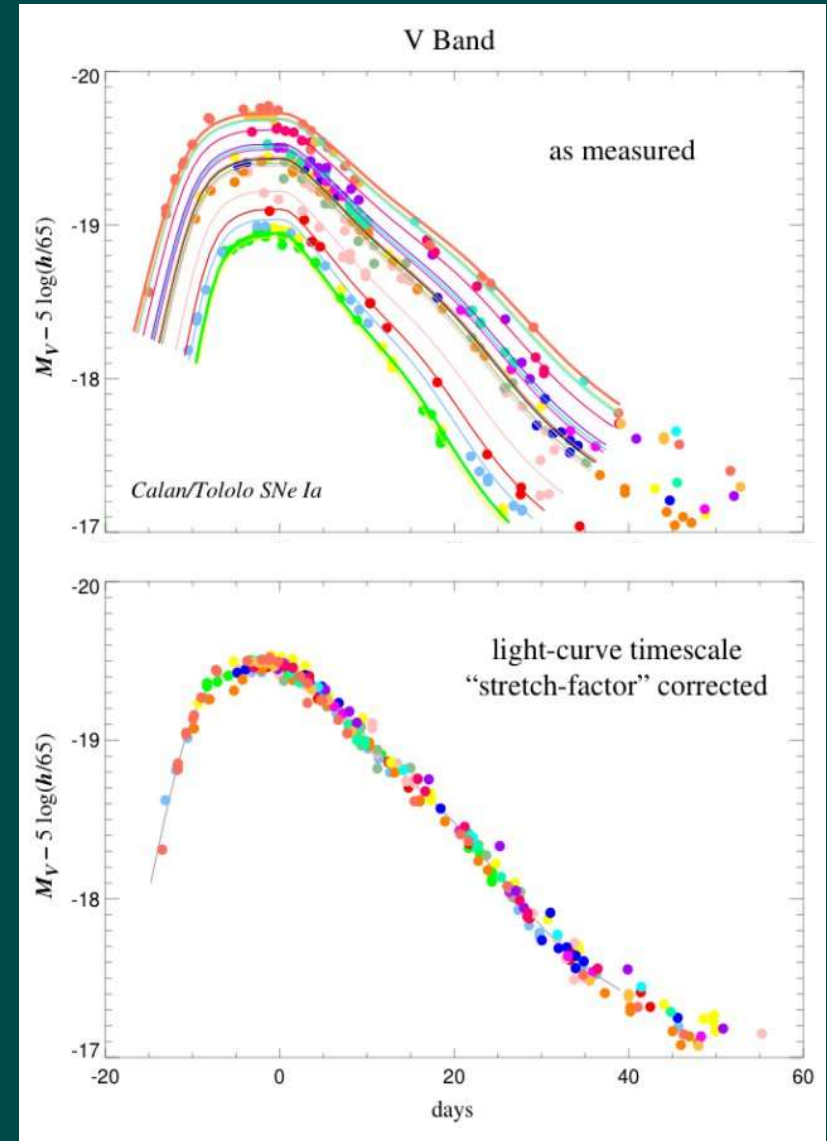 V Band
-20
as measured
-19
M_V − 5 log(h/65)
-18
Calan/Tololo SNe Ia
-17
-20
light-curve timescale
“stretch-factor” corrected
-19
M_V − 5 log(h/65)
-18
-17
-20 0 20 40 60
days